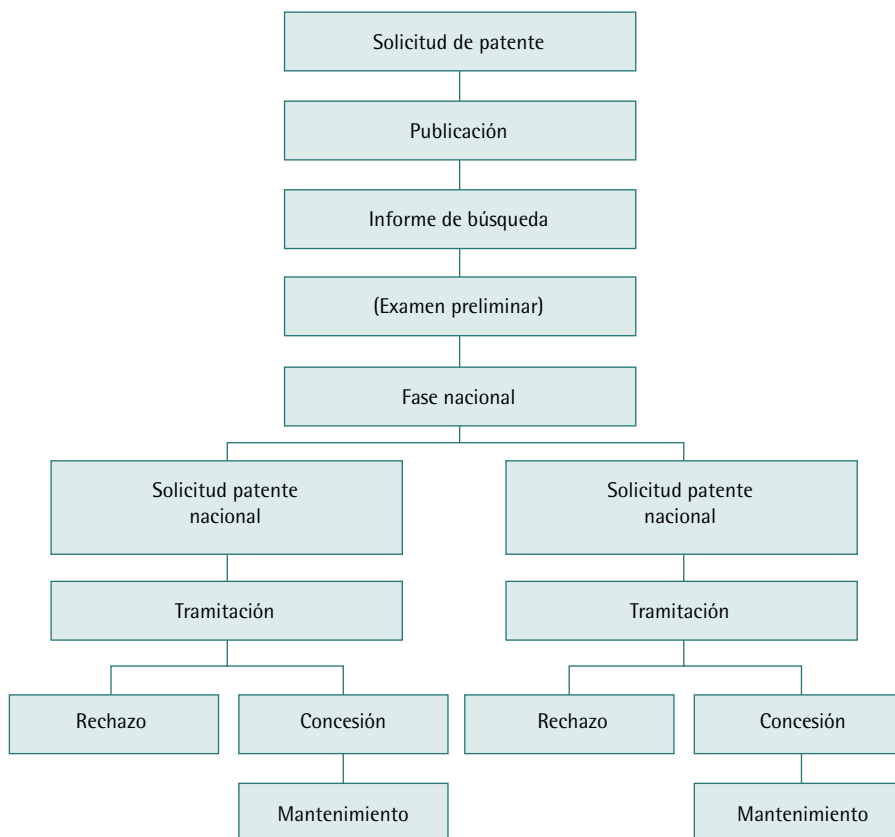 Solicitud de patente
Publicación
Informe de búsqueda
(Examen preliminar)
Fase nacional
Solicitud patente
nacional
Solicitud patente
nacional
Tramitación
Tramitación
Rechazo
Concesión
Rechazo
Concesión
Mantenimiento
Mantenimiento